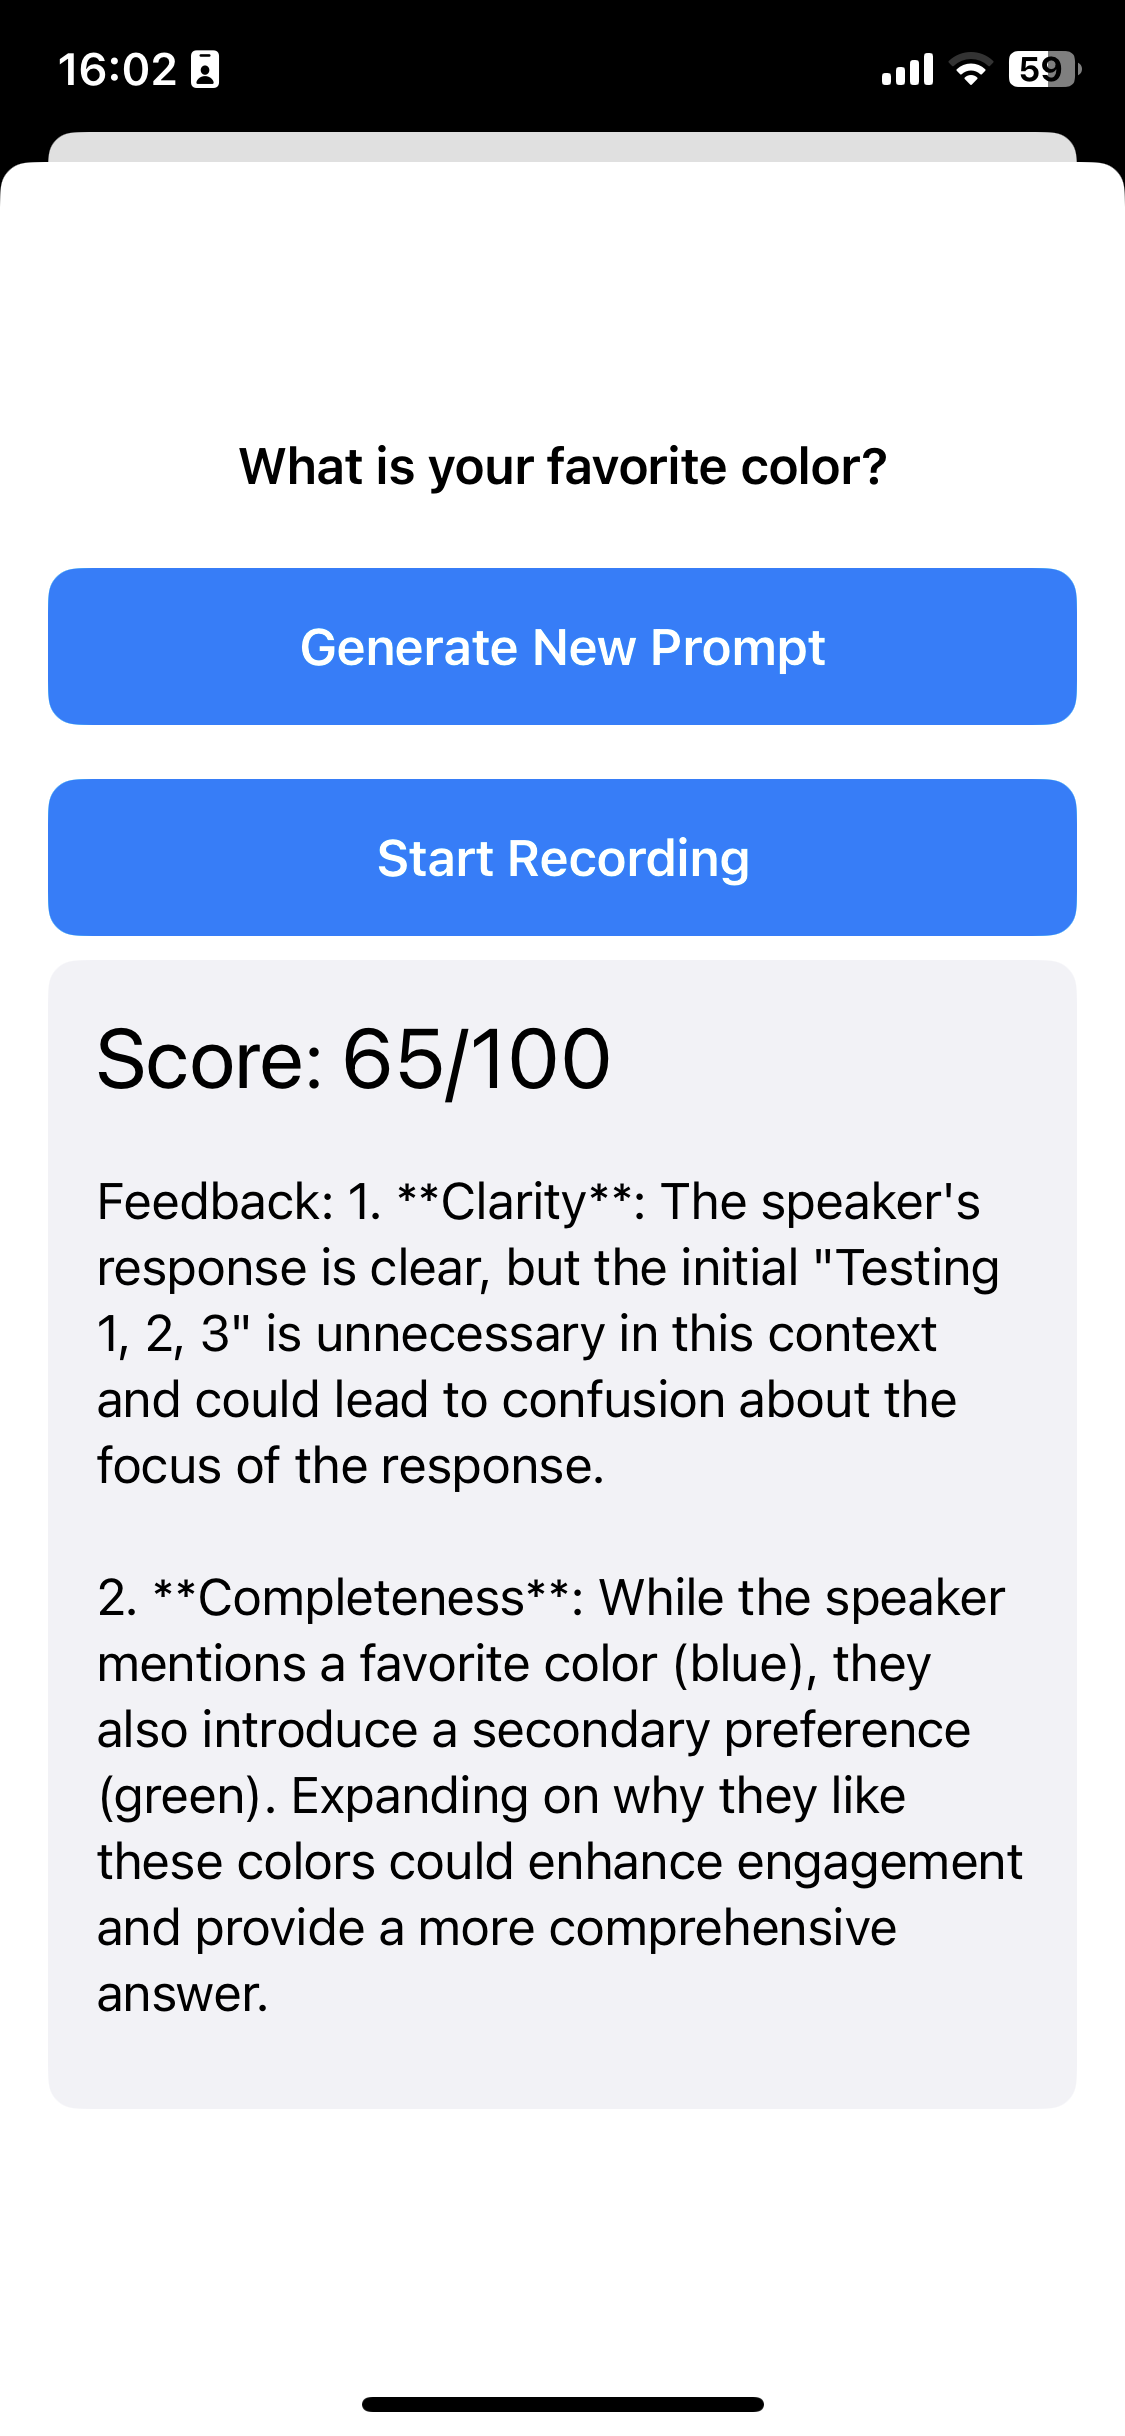 16:02
59
What is your favorite color?
Generate New Prompt
Start Recording
Score: 65/100
Feedback: 1. **Clarity**: The speaker's
response is clear, but the initial "Testing
1, 2, 3" is unnecessary in this context
and could lead to confusion about the
focus of the response.
2. **Completeness**: While the speaker
mentions a favorite color (blue), they
also introduce a secondary preference
(green). Expanding on why they like
these colors could enhance engagement
and provide a more comprehensive
answer.